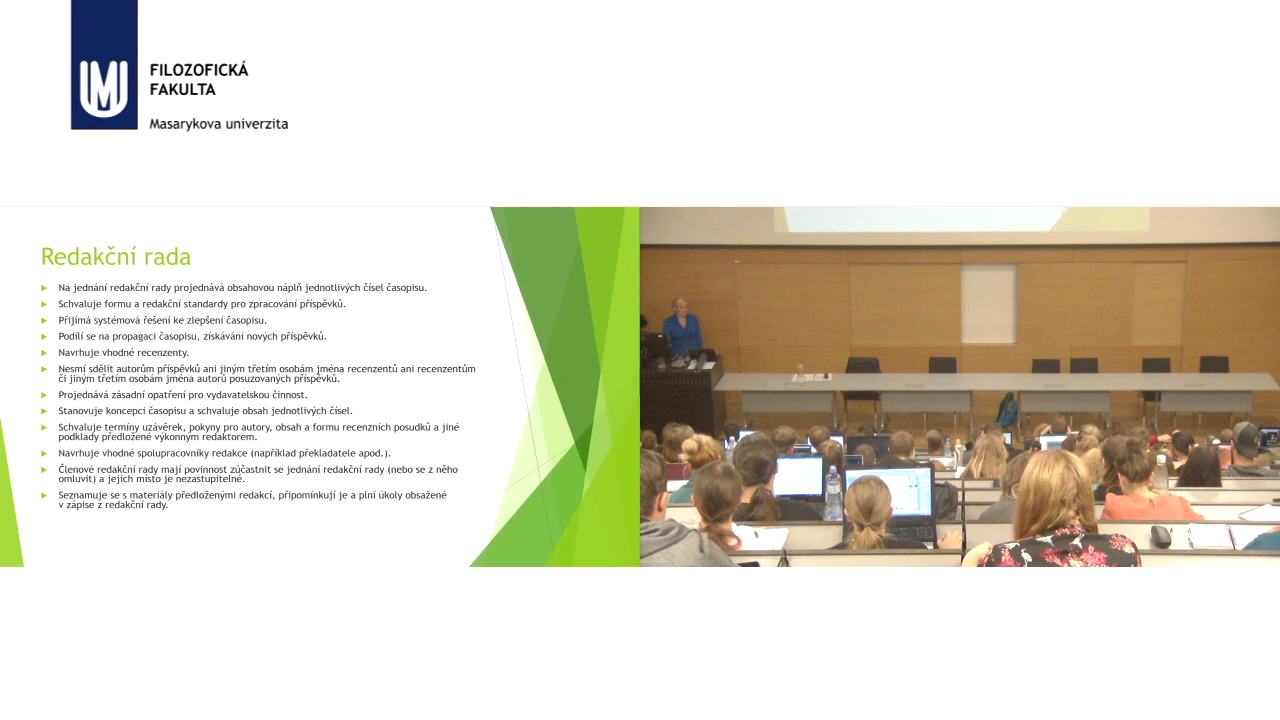 FILOZOFICKÁ
FAKULTA
Masarykova univerzita
Redakční rada
Na jednání redakční rady projednává obsahovou náplň jednotlivých čísel časopisu.
Schvaluje formu a redakční standardy pro zpracování příspěvků.
Přijímá systémová řešení ke zlepšení časopisu.
Podílí se na propagaci časopisu, získávání nových příspěvků.
Navrhuje vhodné recenzenty.
Nesmí sdělit autorům příspěvků ani jiným třetím osobám jména recenzentů ani recenzentům
či jiným třetím osobám jména autorů posuzovaných příspěvků.
Projednává zásadní opatření pro vydavatelskou činnost.
Stanovuje koncepci časopisu a schvaluje obsah jednotlivých čísel.
Schvaluje termíny uzávěrek, pokyny pro autory, obsah a formu recenzních posudků a jiné
podklady předložené výkonným redaktorem.
Navrhuje vhodné spolupracovníky redakce (například překladatele apod.).
Členové redakční rady mají povinnost zúčastnit se jednání redakční rady (nebo se z něho
omluvit) a jejich místo je nezastupitelné.
Seznamuje se s materiály předloženými redakcí, připomínkují je a plní úkoly obsažené
v zápise z redakční rady.